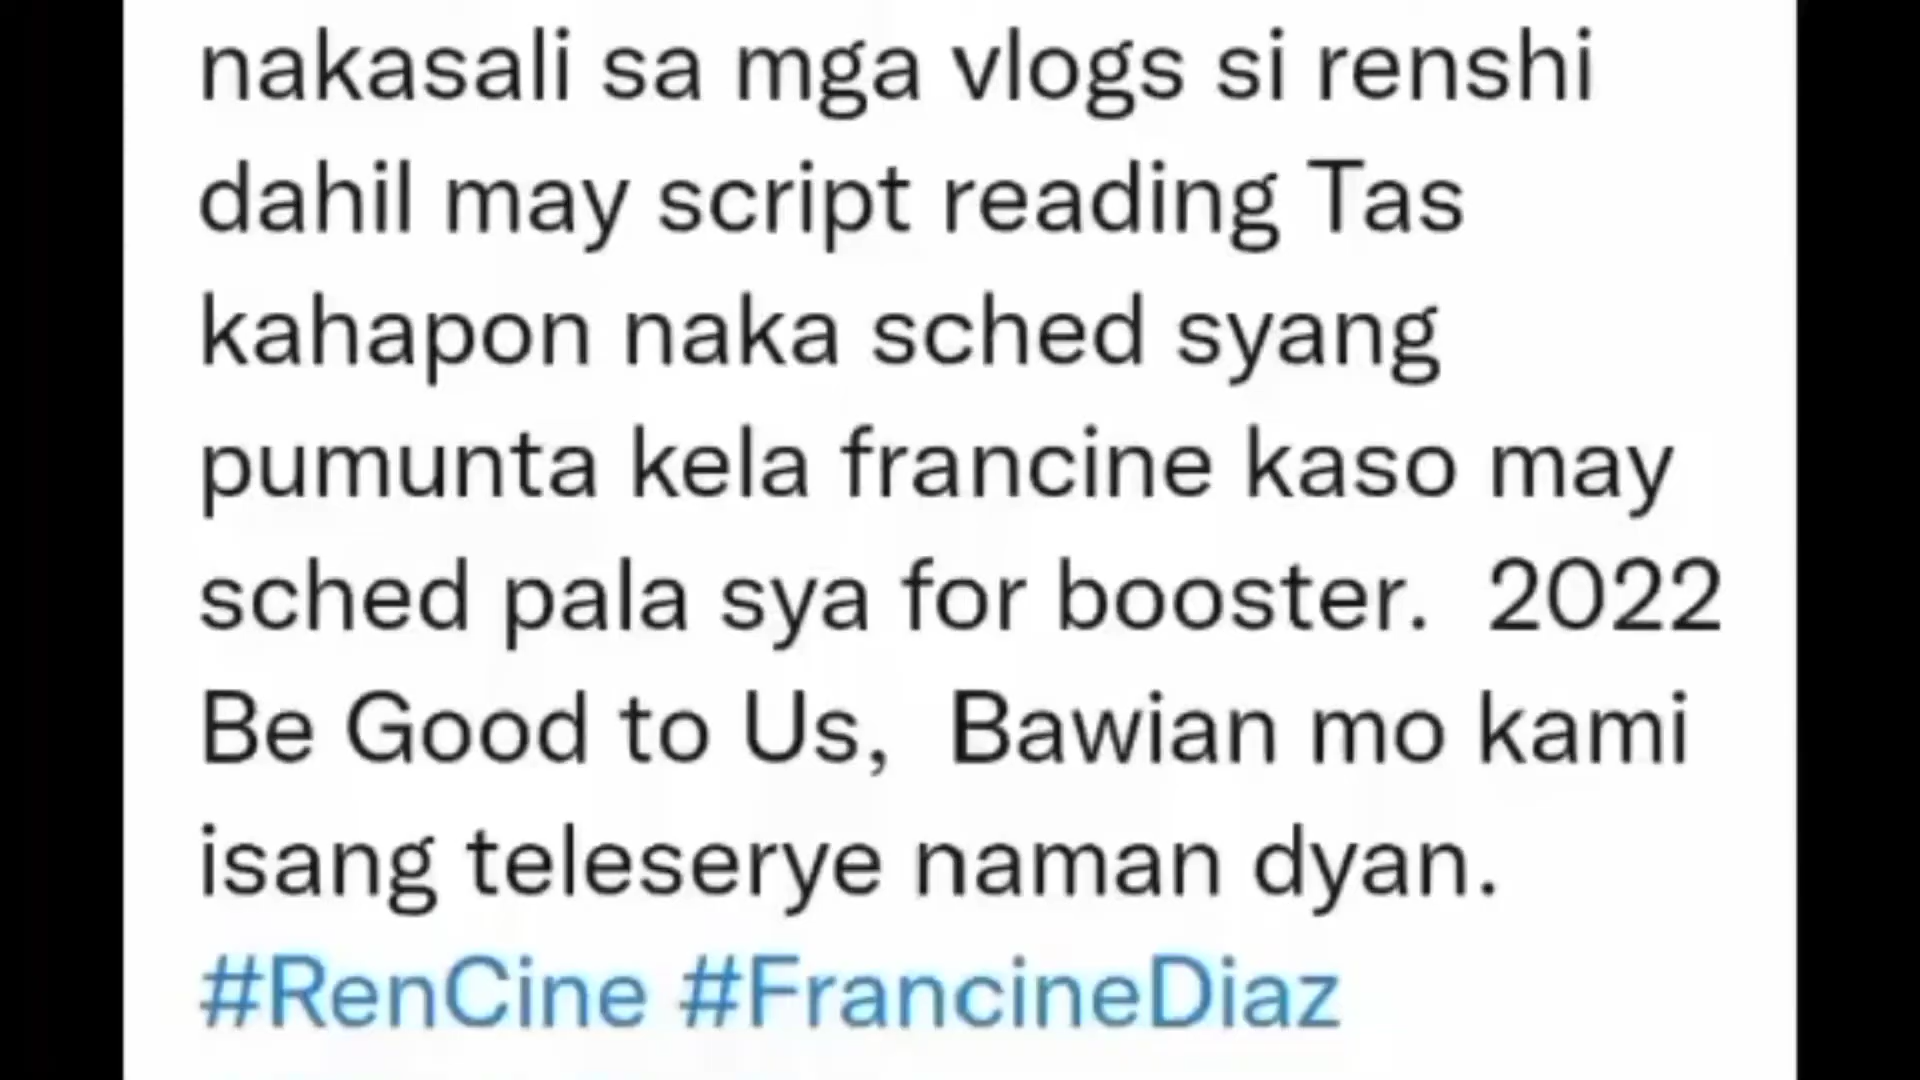 nakasali sa mga vlogs si renshi
dahil may script reading Tas
kahapon naka sched syang
pumunta kela francine kaso may
sched pala sya for booster.  2022
Be Good to Us,  Bawian mo kami
isang teleserye naman dyan.
#RenCine #FrancineDiaz